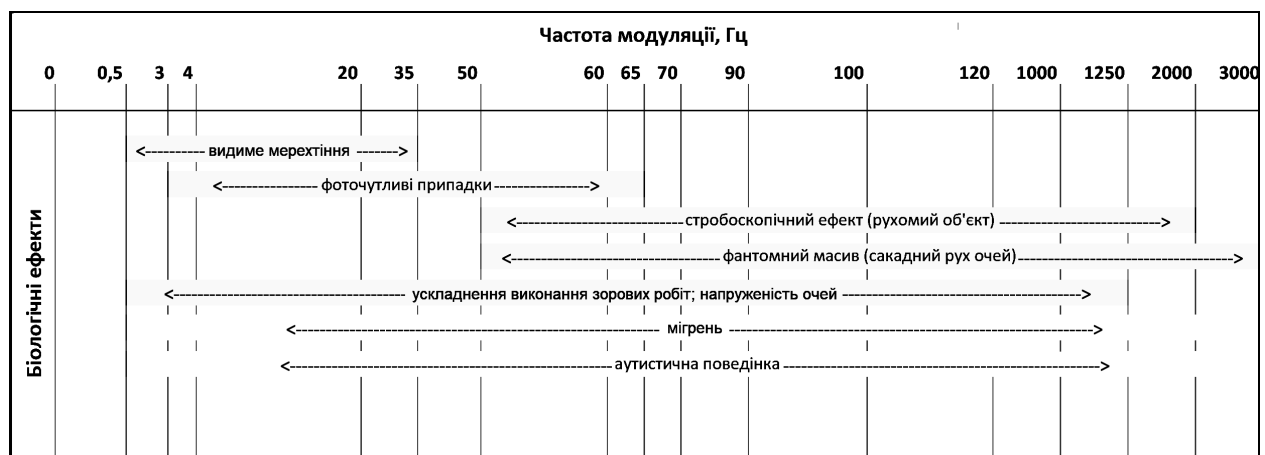 Частота модуляції, Гц
0 0,5 3 4 20 35 50 60 65 70 90 100 120 1000 1250 2000 3000
Біологічні ефекти
видиме мерехтіння
фоточутливі припадки
стробоскопічний ефект (рухомий об'єкт)
фантомний масив (сакадний рух очей)
ускладнення виконання зорових робіт; напруженість очей
мігрень
аутистична поведінка